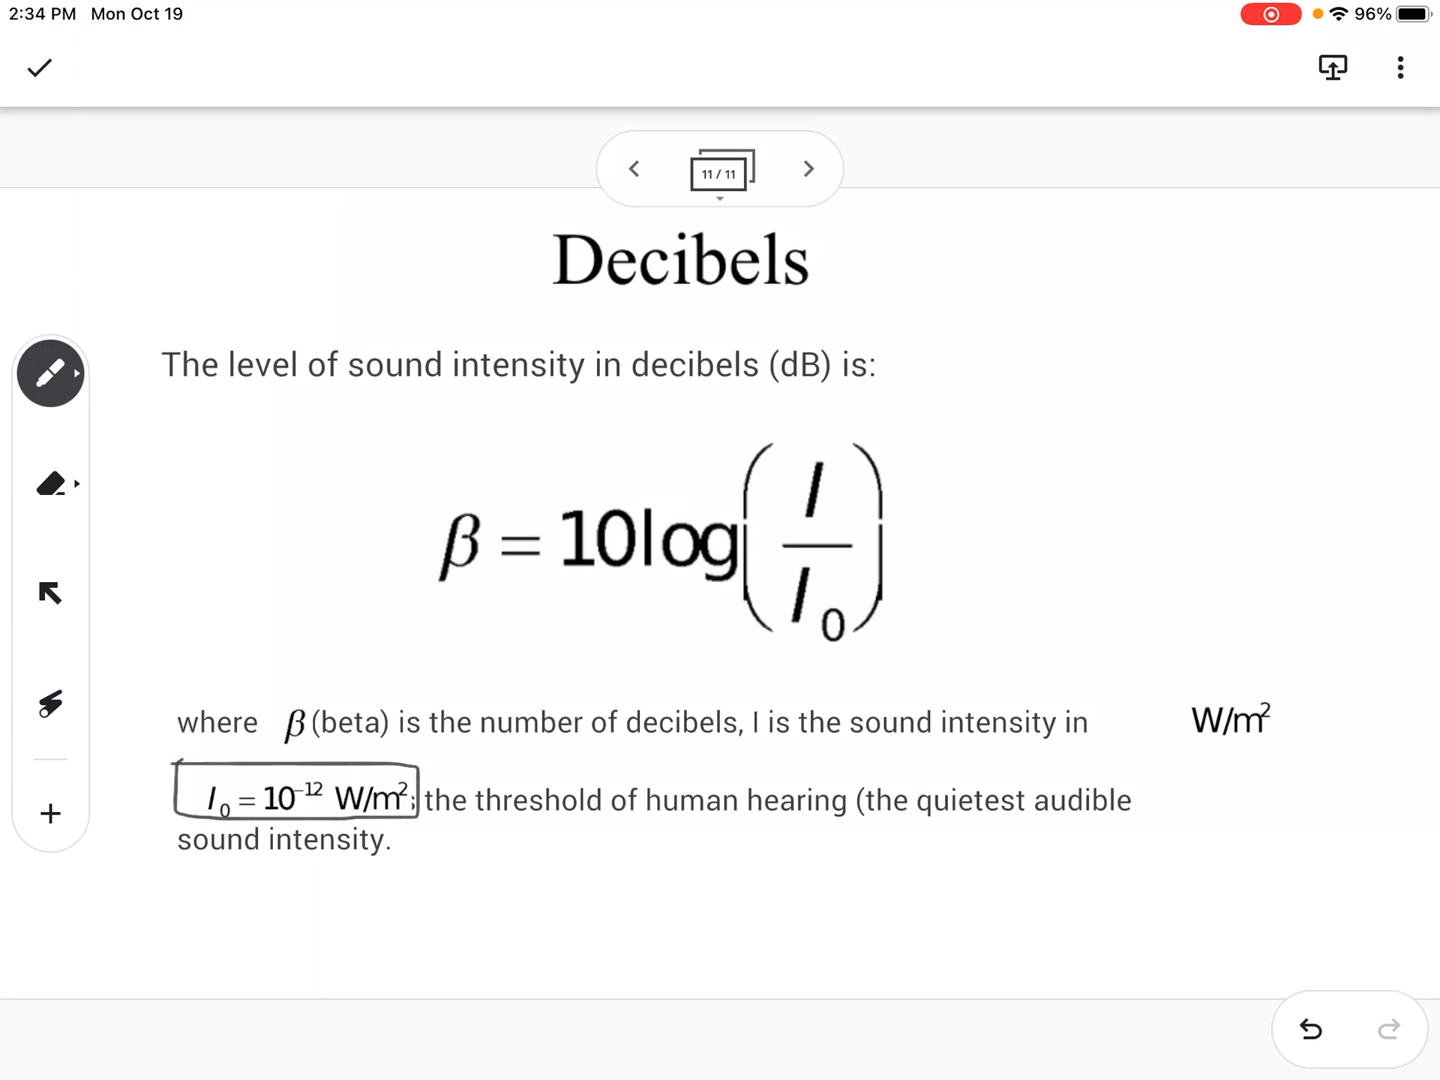 2:34 PM Mon Oct 19
96%
11 / 11
Decibels
The level of sound intensity in decibels (dB) is:
β = 10log(I/I₀)
where β (beta) is the number of decibels, I is the sound intensity in W/m²
I₀ = 10⁻¹² W/m²; the threshold of human hearing (the quietest audible
sound intensity.